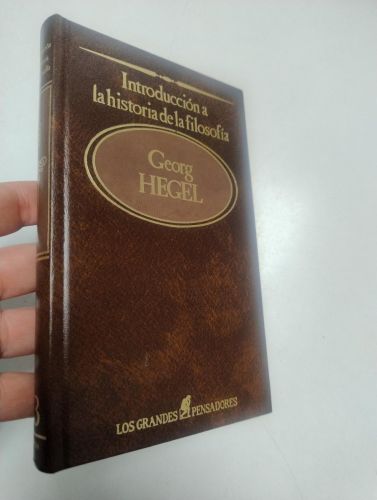 Introducción a
la historia de la filosofía
Georg
HEGEL
LOS GRANDES PENSADORES